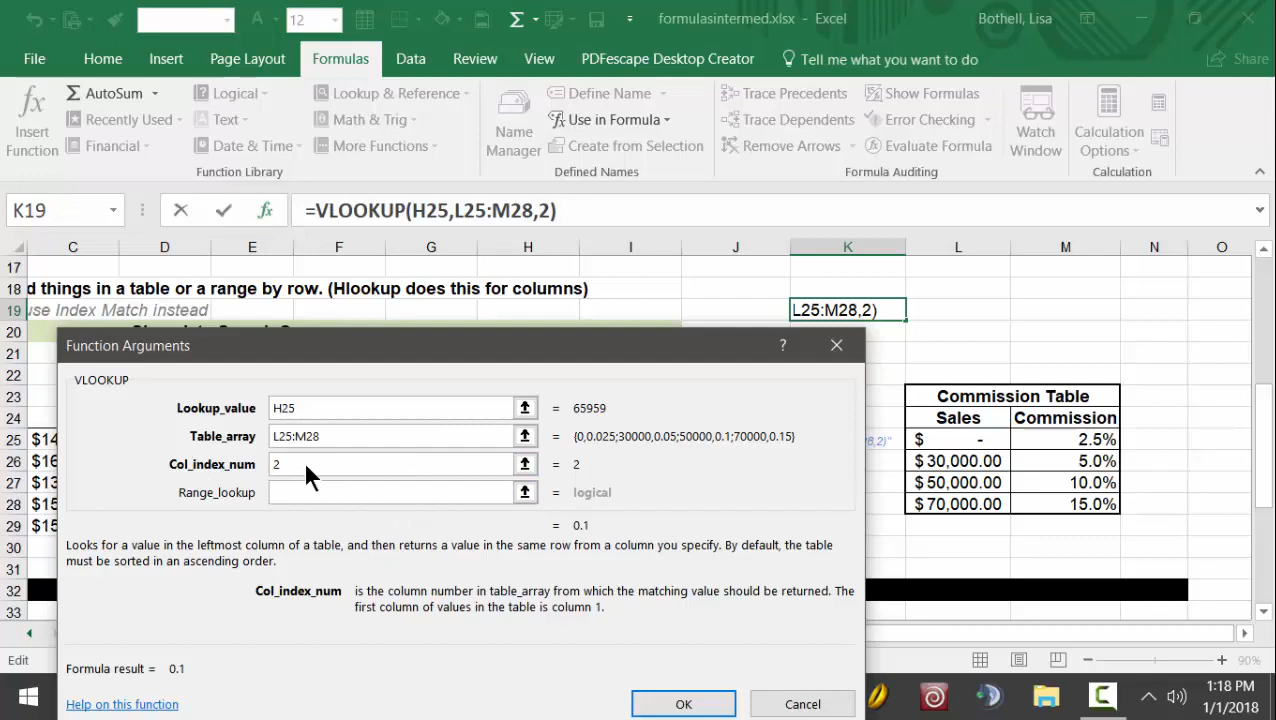 12
formulasintermed.xlsx - Excel
Bothell, Lisa
File Home Insert Page Layout Formulas Data Review View PDFescape Desktop Creator Tell me what you want to do Share
fx Insert Function
Σ AutoSum
Recently Used
Financial
Logical
Text
Date & Time
Lookup & Reference
Math & Trig
More Functions
Function Library
Name Manager
Define Name
Use in Formula
Create from Selection
Defined Names
Trace Precedents
Trace Dependents
Remove Arrows
Show Formulas
Error Checking
Evaluate Formula
Formula Auditing
Watch Window
Calculation Options
Calculation
K19 fx =VLOOKUP(H25,L25:M28,2)
C D E F G H I J K L M N O
17
18 d things in a table or a range by row. (Hlookup does this for columns)
19 use Index Match instead L25:M28,2)
20
21
22
23 Commission Table
24 Sales Commission
25 $14 8,2)" $ - 2.5%
26 $16 $ 30,000.00 5.0%
27 $13 $ 50,000.00 10.0%
28 $15 $ 70,000.00 15.0%
29 $15
30
31
32
33
Function Arguments ?
VLOOKUP
Lookup_value H25 = 65959
Table_array L25:M28 = {0,0.025;30000,0.05;50000,0.1;70000,0.15}
Col_index_num 2 = 2
Range_lookup = logical
= 0.1
Looks for a value in the leftmost column of a table, and then returns a value in the same row from a column you specify. By default, the table
must be sorted in an ascending order.
Col_index_num is the column number in table_array from which the matching value should be returned. The
first column of values in the table is column 1.
Formula result = 0.1
Help on this function OK Cancel
Edit 90%
1:18 PM
1/1/2018